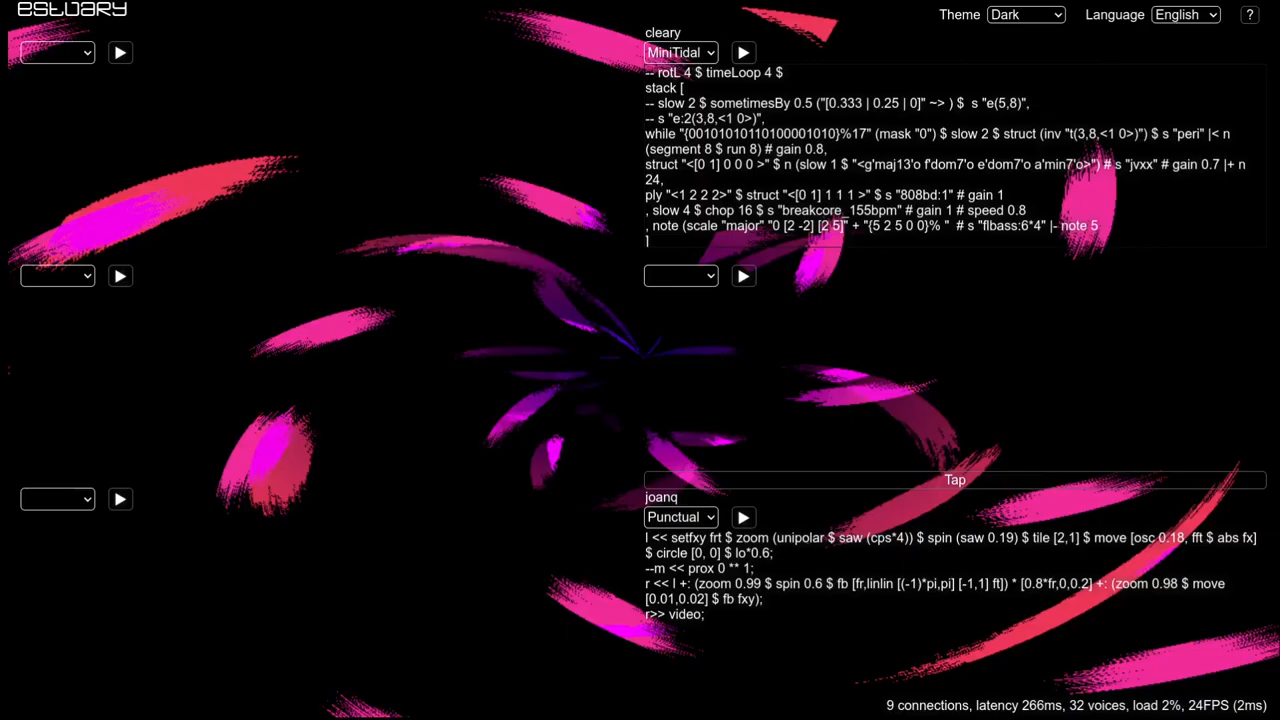 estuary
Theme Dark Language English ?
cleary
MiniTidal
-- rotL 4 $ timeLoop 4 $
stack [
-- slow 2 $ sometimesBy 0.5 ("[0.333 | 0.25 | 0]" ~> ) $  s "e(5,8)",
-- s "e:2(3,8,<1 0>)",
while "{00101010110100001010}%17" (mask "0") $ slow 2 $ struct (inv "t(3,8,<1 0>)") $ s "peri" |< n
(segment 8 $ run 8) # gain 0.8,
struct "<[0 1] 0 0 0 >" $ n (slow 1 $ "<g'maj13'o f'dom7'o e'dom7'o a'min7'o>") # s "jvxx" # gain 0.7 |+ n
24,
ply "<1 2 2 2>" $ struct "<[0 1] 1 1 1 >" $ s "808bd:1" # gain 1
, slow 4 $ chop 16 $ s "breakcore_155bpm" # gain 1 # speed 0.8
, note (scale "major" "0 [2 -2] [2 5]" + "{5 2 5 0 0}% "  # s "flbass:6*4" |- note 5
]
Tap
joanq
Punctual
l << setfxy frt $ zoom (unipolar $ saw (cps*4)) $ spin (saw 0.19) $ tile [2,1] $ move [osc 0.18, fft $ abs fx]
$ circle [0, 0] $ lo*0.6;
--m << prox 0 ** 1;
r << l +: (zoom 0.99 $ spin 0.6 $ fb [fr,linlin [(-1)*pi,pi] [-1,1] ft]) * [0.8*fr,0,0.2] +: (zoom 0.98 $ move
[0.01,0.02] $ fb fxy);
r>> video;
9 connections, latency 266ms, 32 voices, load 2%, 24FPS (2ms)